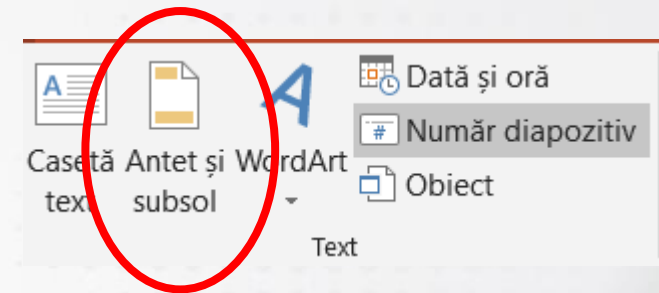 Casetă text
Antet și subsol
WordArt
Dată și oră
Număr diapozitiv
Obiect
Text